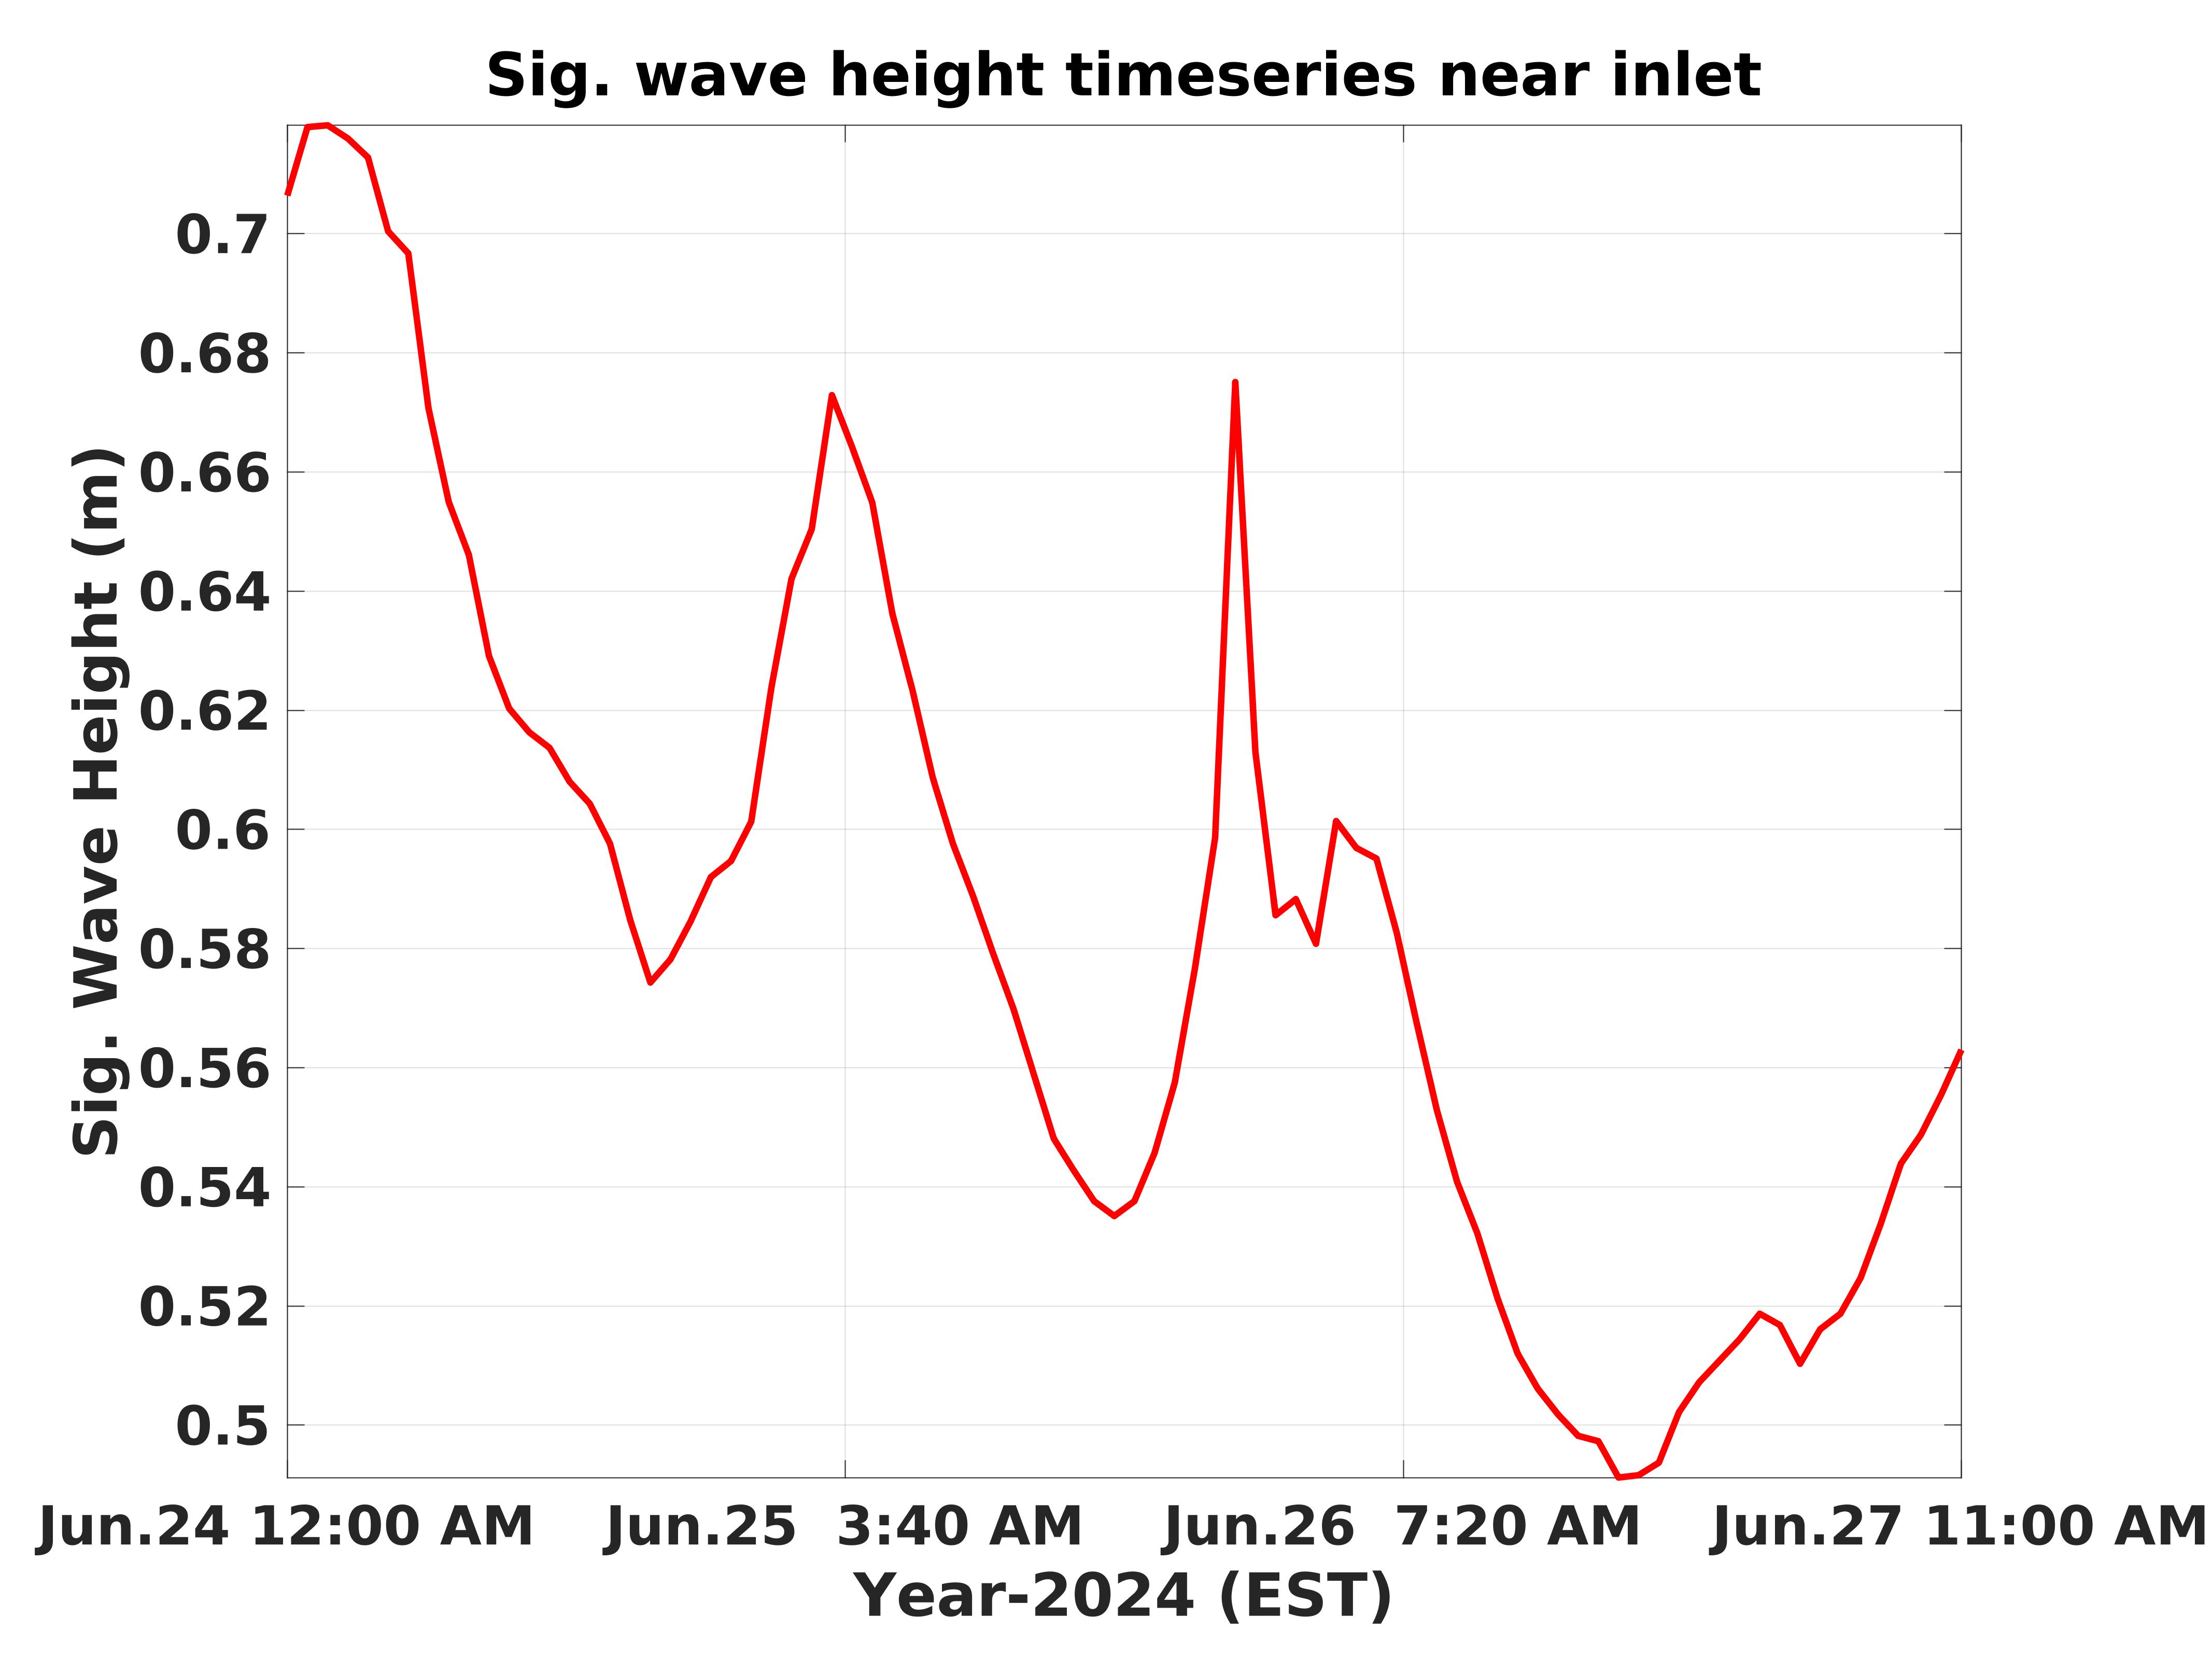 Sig. wave height timeseries near inlet
Sig. Wave Height (m)
0.7
0.68
0.66
0.64
0.62
0.6
0.58
0.56
0.54
0.52
0.5
Jun.24 12:00 AM Jun.25 3:40 AM Jun.26 7:20 AM Jun.27 11:00 AM
Year-2024 (EST)